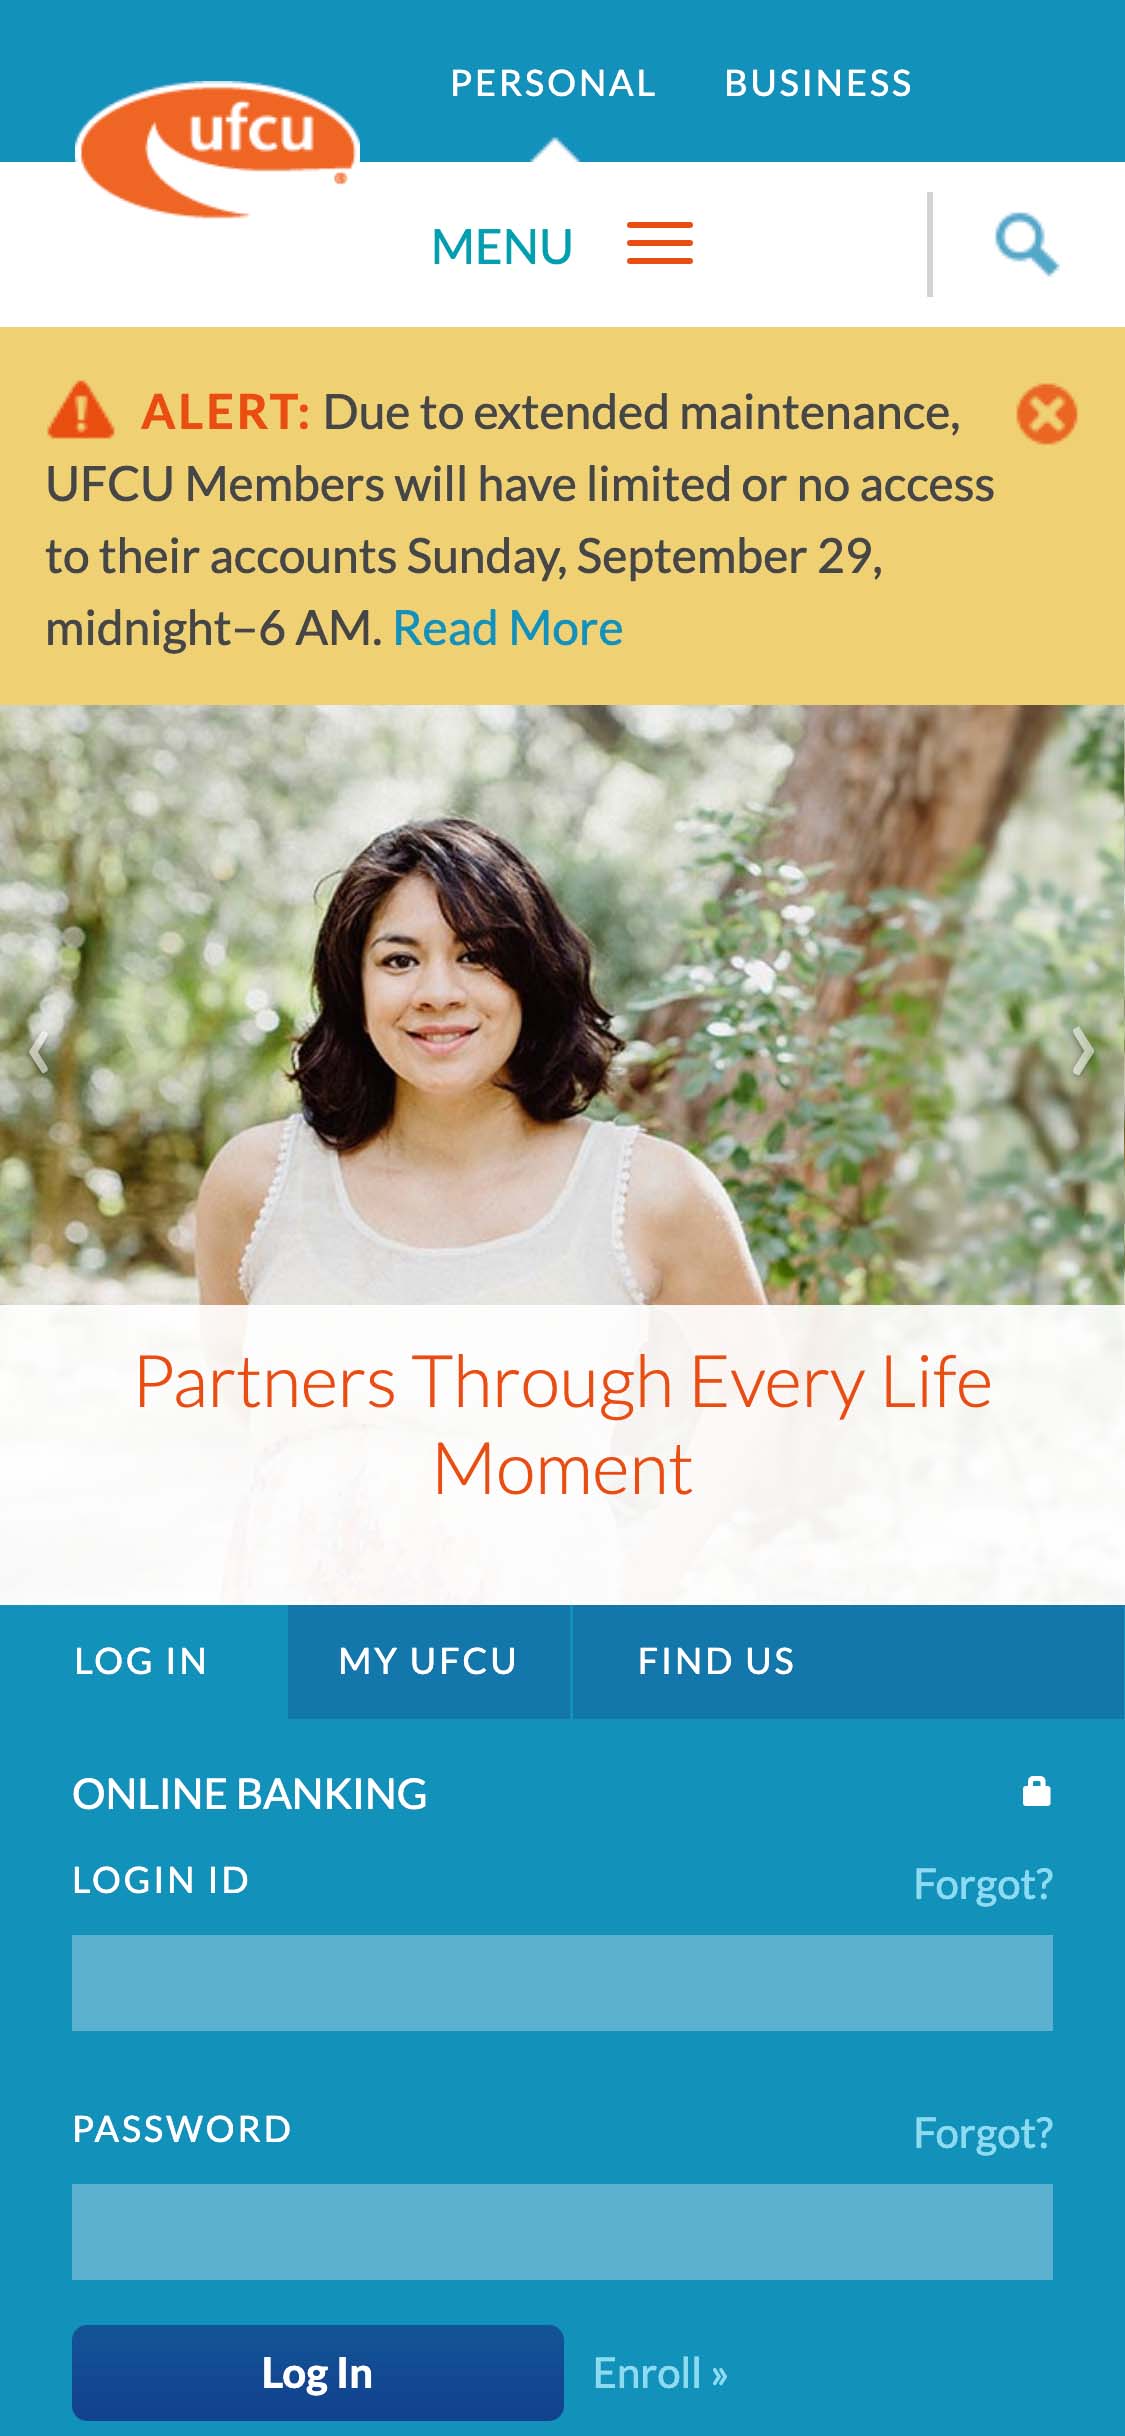 PERSONAL BUSINESS
ufcu
MENU
ALERT: Due to extended maintenance,
UFCU Members will have limited or no access
to their accounts Sunday, September 29,
midnight–6 AM. Read More
Partners Through Every Life
Moment
LOG IN MY UFCU FIND US
ONLINE BANKING
LOGIN ID Forgot?
PASSWORD Forgot?
Log In Enroll »